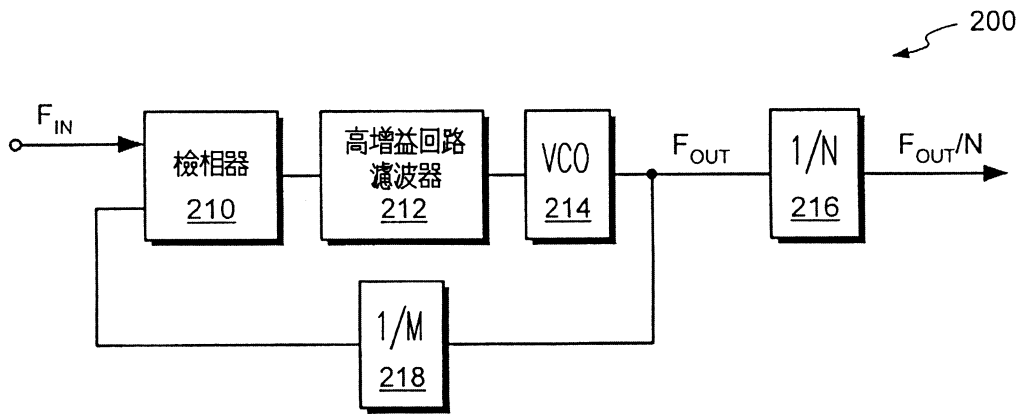 200
F_IN
檢相器
210
高增益回路
濾波器
212
VCO
214
F_OUT
1/N
216
F_OUT/N
1/M
218